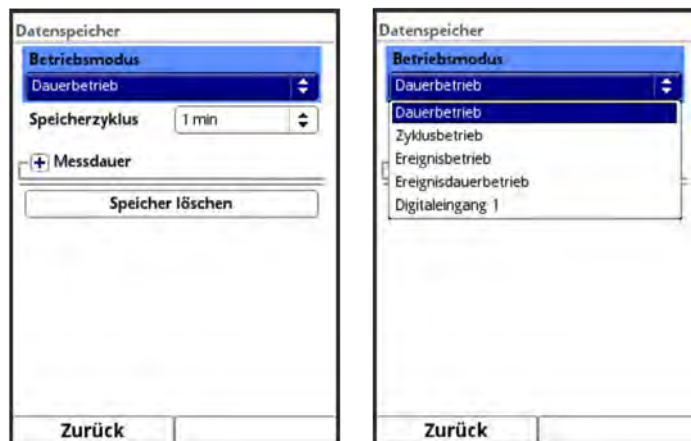 Datenspeicher
Betriebsmodus
Dauerbetrieb
Speicherzyklus 1 min
Messdauer
Speicher löschen
Zurück
Datenspeicher
Betriebsmodus
Dauerbetrieb
Dauerbetrieb
Zyklusbetrieb
Ereignisbetrieb
Ereignisdauerbetrieb
Digitaleingang 1
Zurück